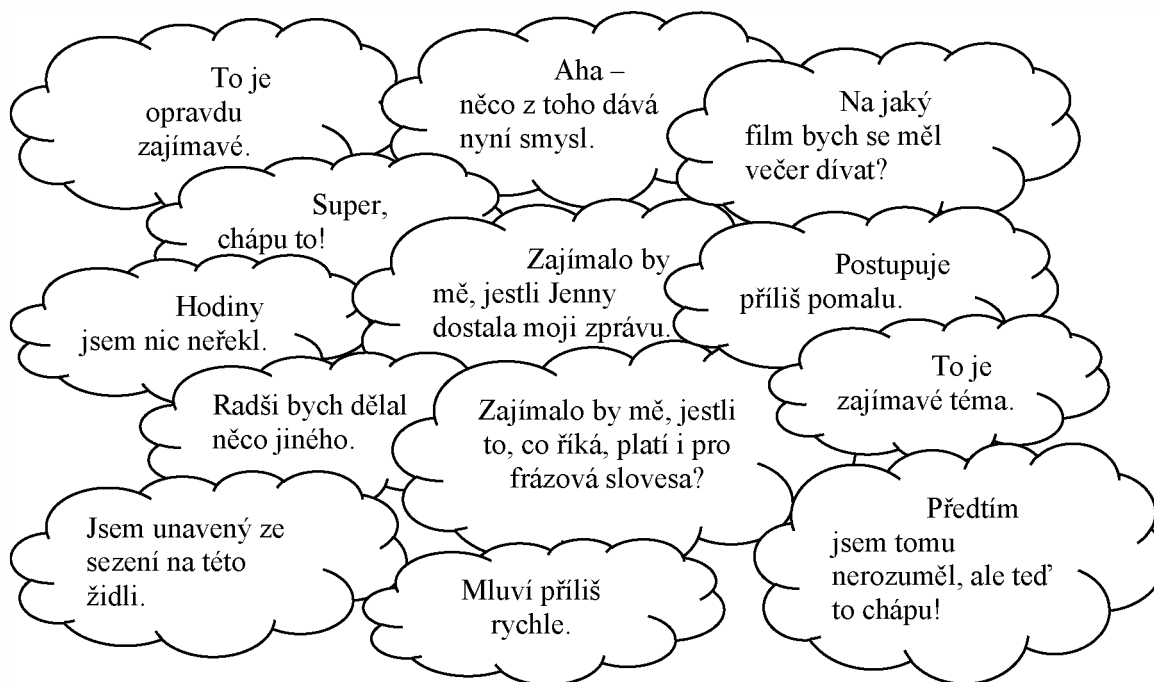 To je
opravdu
zajímavé.
Aha –
něco z toho dává
nyní smysl.
Na jaký
film bych se měl
večer dívat?
Super,
chápu to!
Zajímalo by
mě, jestli Jenny
dostala moji zprávu.
Postupuje
příliš pomalu.
Hodiny
jsem nic neřekl.
Radši bych dělal
něco jiného.
Zajímalo by mě, jestli
to, co říká, platí i pro
frázová slovesa?
To je
zajímavé téma.
Jsem unavený ze
sezení na této
židli.
Mluví příliš
rychle.
Předtím
jsem tomu
nerozuměl, ale teď
to chápu!